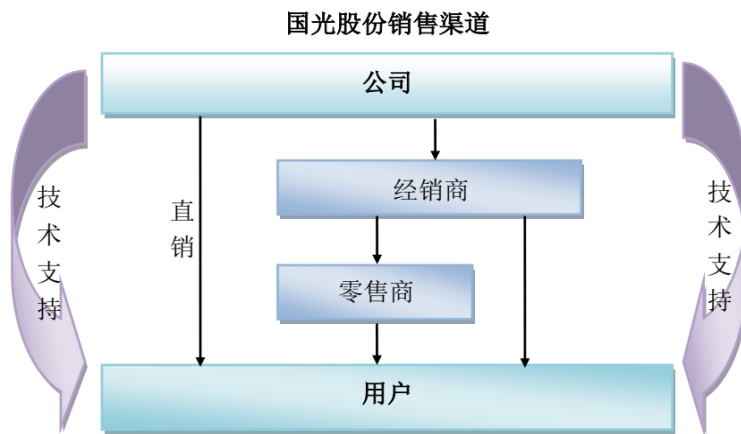 国光股份销售渠道
公司
经销商
直销
技术支持
技术支持
零售商
用户